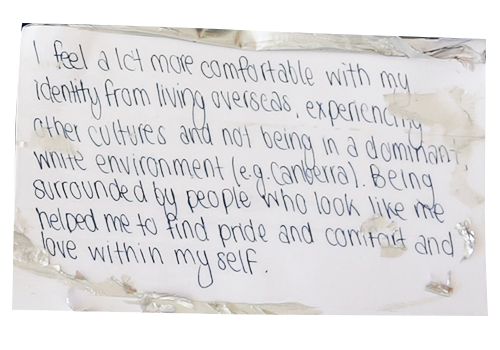 I feel a lot more comfortable with my
identity from living overseas, experiencing
other cultures and not being in a dominant,
white environment (e.g. Canberra). Being
surrounded by people who look like me
helped me to find pride and comfort and
love within my self.